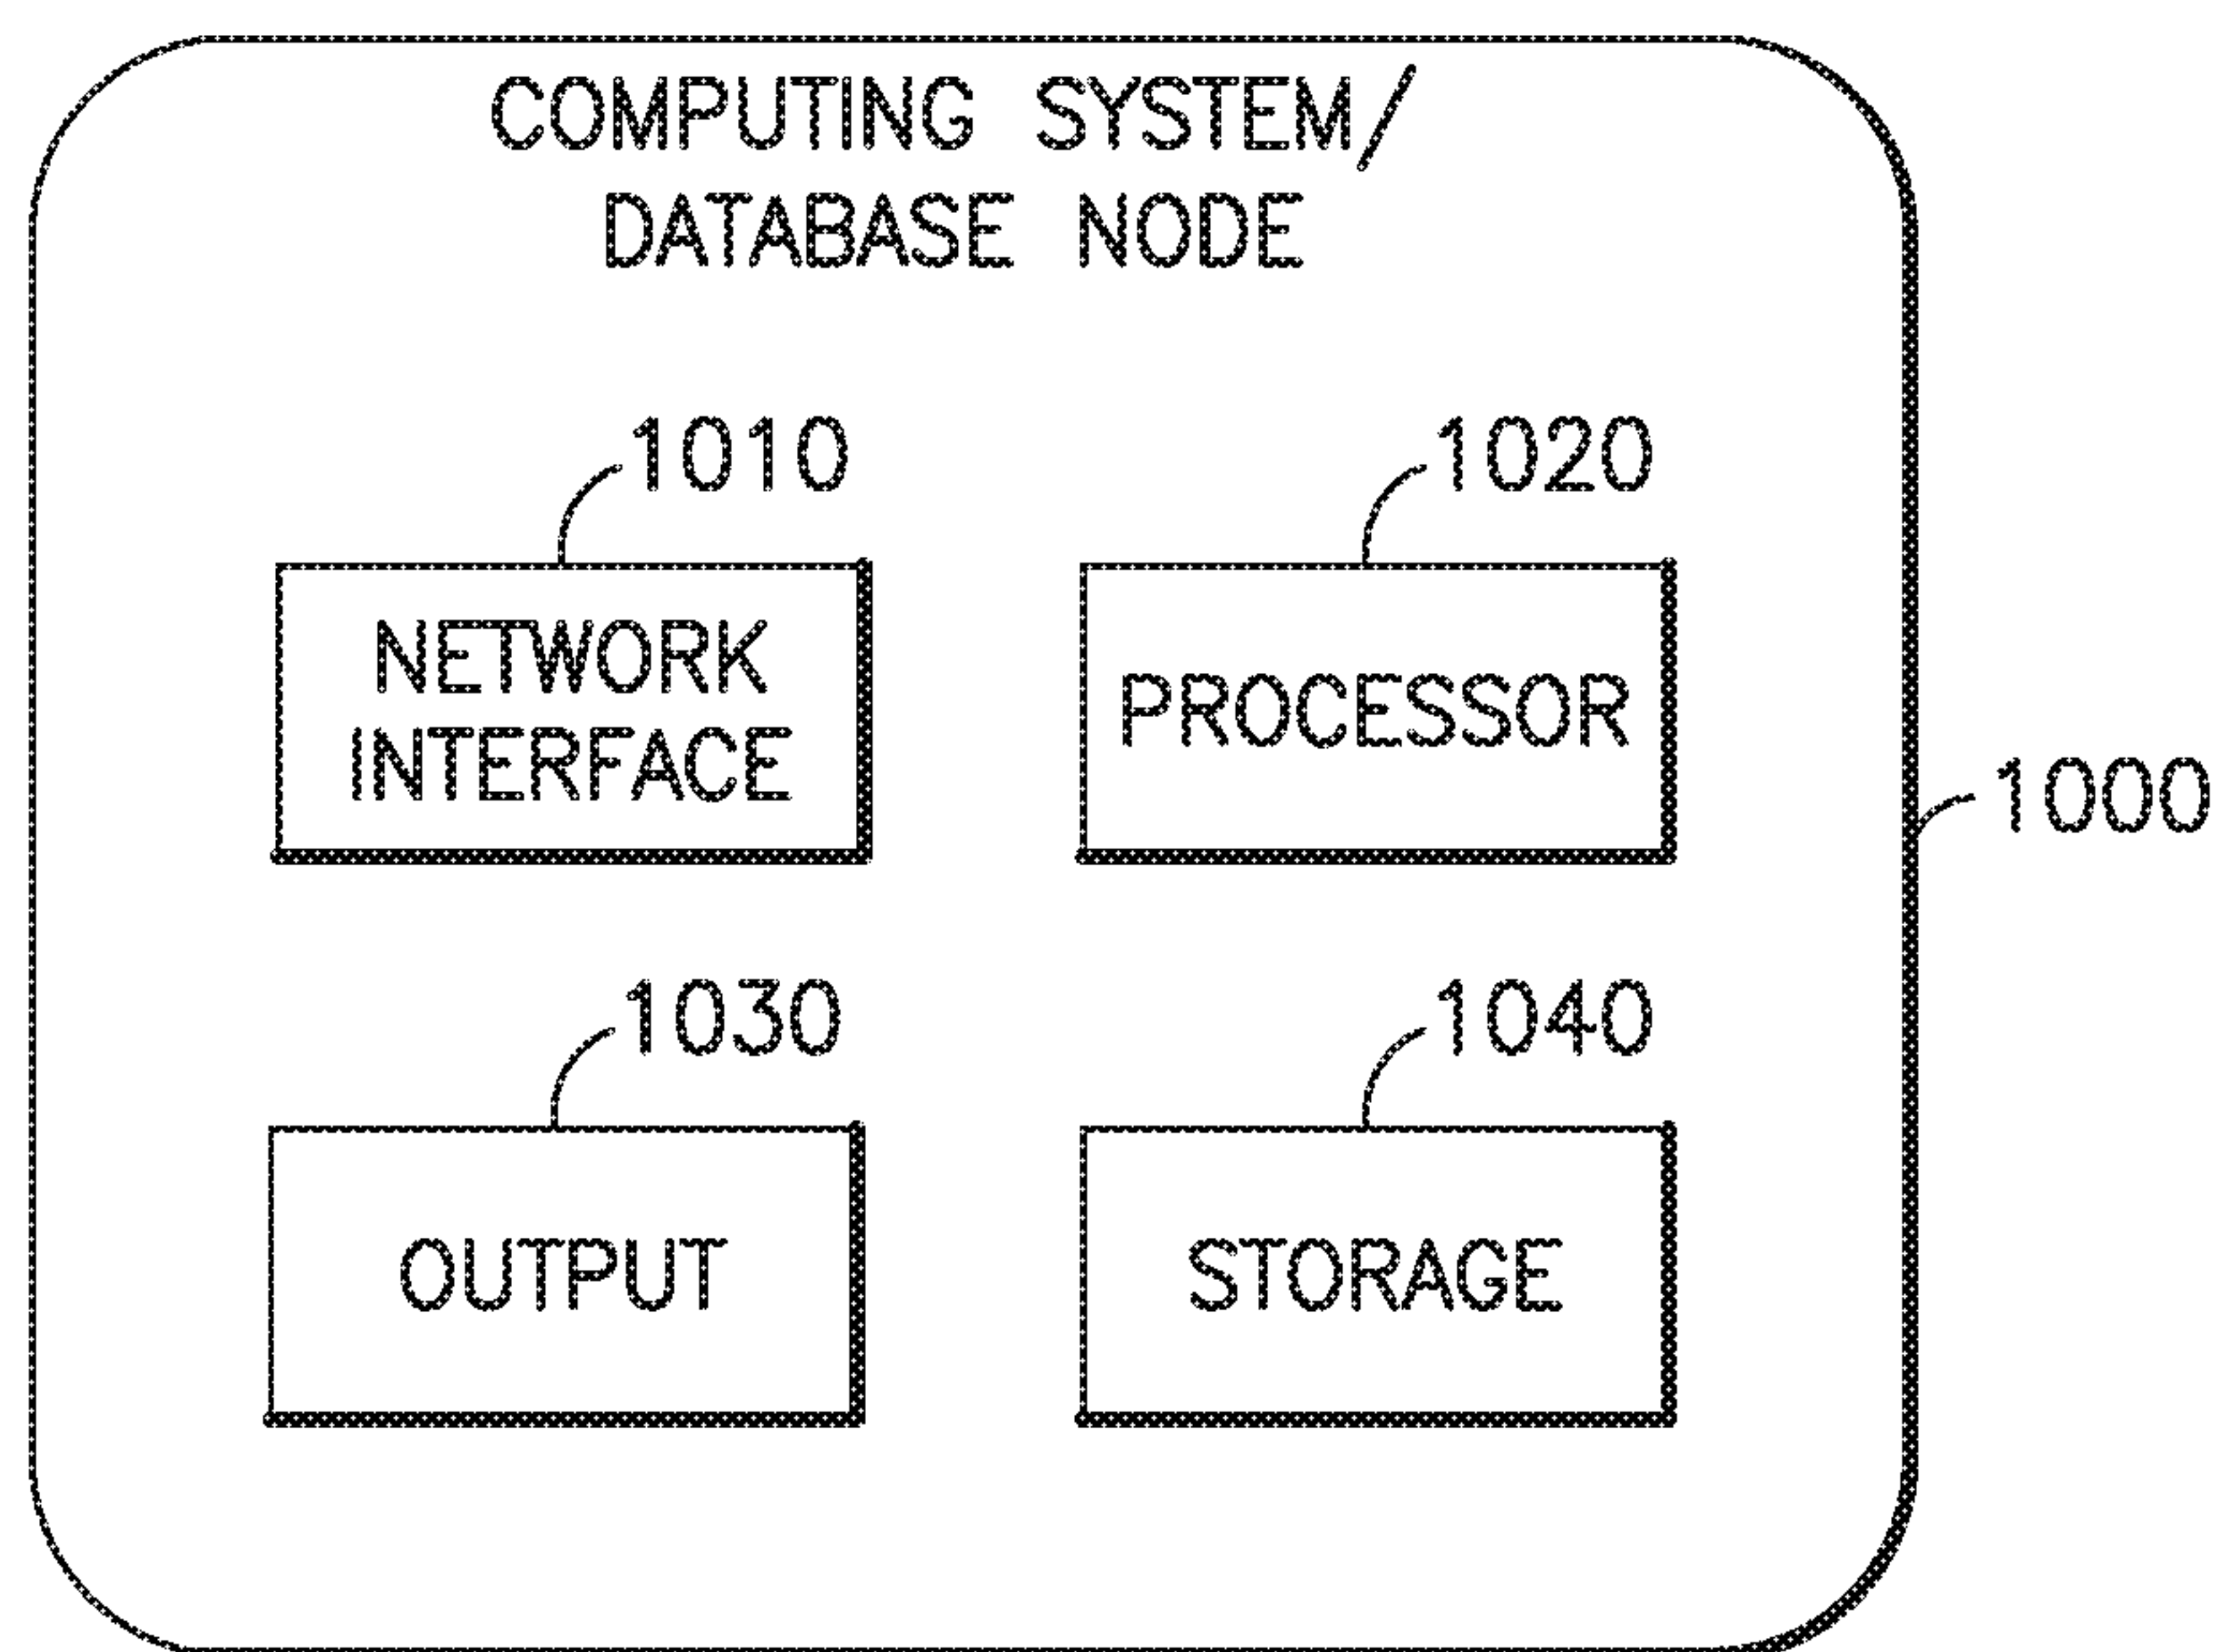 COMPUTING SYSTEM/
DATABASE NODE
1010
1020
NETWORK
INTERFACE
PROCESSOR
1000
1030
1040
OUTPUT
STORAGE